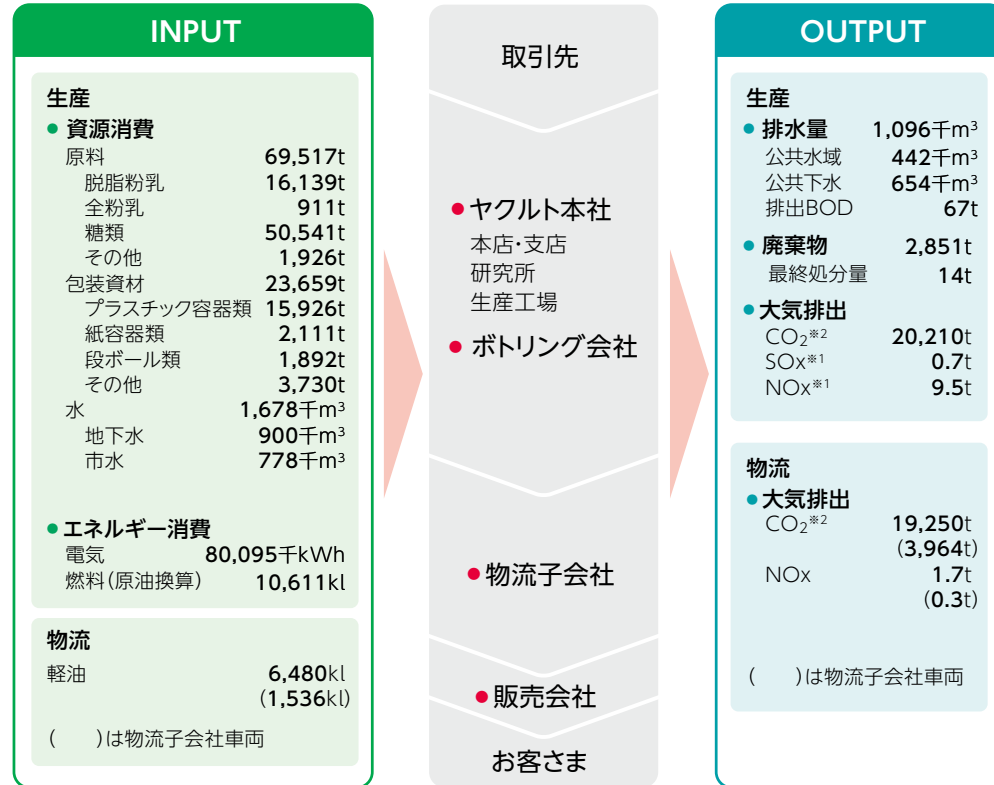 INPUT
生産
● 資源消費
原料 69,517t
脱脂粉乳 16,139t
全粉乳 911t
糖類 50,541t
その他 1,926t
包装資材 23,659t
プラスチック容器類 15,926t
紙容器類 2,111t
段ボール類 1,892t
その他 3,730t
水 1,678千m³
地下水 900千m³
市水 778千m³
● エネルギー消費
電気 80,095千kWh
燃料(原油換算) 10,611kl
物流
軽油 6,480kl
(1,536kl)
(　　)は物流子会社車両
取引先
● ヤクルト本社
本店・支店
研究所
生産工場
● ボトリング会社
● 物流子会社
● 販売会社
お客さま
OUTPUT
生産
● 排水量 1,096千m³
公共水域 442千m³
公共下水 654千m³
排出BOD 67t
● 廃棄物 2,851t
最終処分量 14t
● 大気排出
CO₂※2 20,210t
SOx※1 0.7t
NOx※1 9.5t
物流
● 大気排出
CO₂※2 19,250t
(3,964t)
NOx 1.7t
(0.3t)
(　　)は物流子会社車両